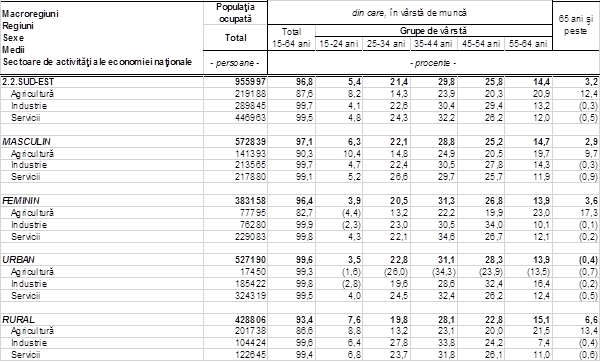 Macroregiuni
Regiuni
Sexe
Medii
Sectoare de activităţi ale economiei naţionale
Populaţia ocupată
Total
- persoane -
din care, în vârstă de muncă
Total 15-64 ani
Grupe de vârstă
15-24 ani 25-34 ani 35-44 ani 45-54 ani 55-64 ani
65 ani şi peste
- procente -
2.2.SUD-EST 955997 96,8 5,4 21,4 29,8 25,8 14,4 3,2
Agricultură 219188 87,6 8,2 14,3 23,9 20,3 20,9 12,4
Industrie 289845 99,7 4,1 22,6 30,4 29,4 13,2 (0,3)
Servicii 446963 99,5 4,8 24,3 32,2 26,2 12,0 (0,5)
MASCULIN 572839 97,1 6,3 22,1 28,8 25,2 14,7 2,9
Agricultură 141393 90,3 10,4 14,8 24,9 20,5 19,7 9,7
Industrie 213565 99,7 4,7 22,4 30,5 27,8 14,3 (0,3)
Servicii 217880 99,1 5,2 26,6 29,7 25,7 11,9 (0,9)
FEMININ 383158 96,4 3,9 20,5 31,3 26,8 13,9 3,6
Agricultură 77795 82,7 (4,4) 13,2 22,2 19,9 23,0 17,3
Industrie 76280 99,9 (2,3) 23,0 30,5 34,0 10,1 (0,1)
Servicii 229083 99,8 4,3 22,1 34,6 26,7 12,1 (0,2)
URBAN 527190 99,6 3,5 22,8 31,1 28,3 13,9 (0,4)
Agricultură 17450 99,3 (1,6) (26,0) (34,3) (23,9) (13,5) (0,7)
Industrie 185422 99,8 (2,8) 19,6 28,6 32,4 16,4 (0,2)
Servicii 324319 99,5 4,0 24,5 32,4 26,2 12,4 (0,5)
RURAL 428806 93,4 7,6 19,8 28,1 22,8 15,1 6,6
Agricultură 201738 86,6 8,8 13,2 23,1 20,0 21,5 13,4
Industrie 104424 99,6 6,4 27,8 33,8 24,2 7,4 (0,4)
Servicii 122645 99,4 6,8 23,7 31,8 26,1 11,0 (0,6)